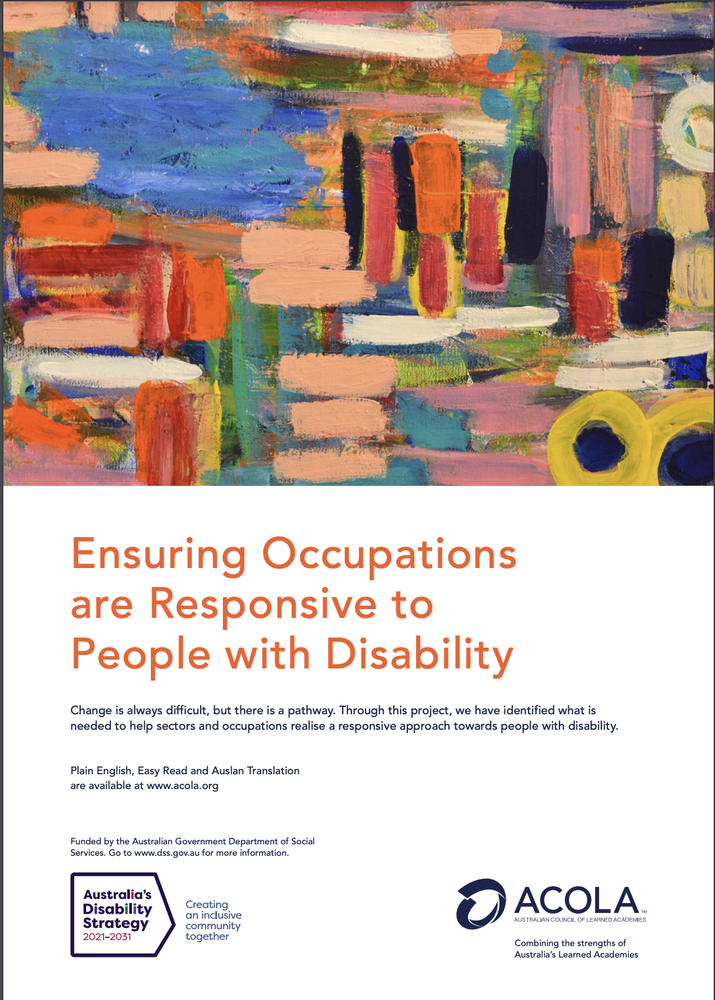 Ensuring Occupations
are Responsive to
People with Disability
Change is always difficult, but there is a pathway. Through this project, we have identified what is
needed to help sectors and occupations realise a responsive approach towards people with disability.
Plain English, Easy Read and Auslan Translation
are available at www.acola.org
Funded by the Australian Government Department of Social
Services. Go to www.dss.gov.au for more information.
Australia's
Disability
Strategy
2021–2031
Creating
an inclusive
community
together
ACOLA™
AUSTRALIAN COUNCIL OF LEARNED ACADEMIES
Combining the strengths of
Australia's Learned Academies